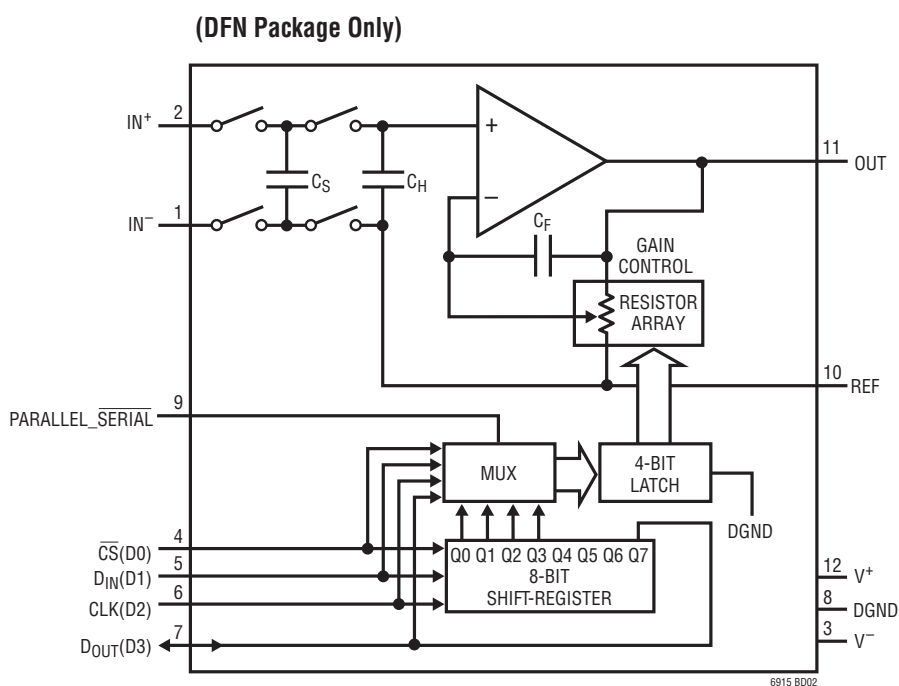 (DFN Package Only)
IN+
2
+
11
OUT
CS
CH
IN−
1
−
CF
GAIN
CONTROL
RESISTOR
ARRAY
10
REF
PARALLEL_S̅E̅R̅I̅A̅L̅
9
MUX
4-BIT
LATCH
DGND
C̅S̅(D0)
4
Q0 Q1 Q2 Q3 Q4 Q5 Q6 Q7
8-BIT
SHIFT-REGISTER
DIN(D1)
5
CLK(D2)
6
DOUT(D3)
7
12
V+
8
DGND
3
V−
6915 BD02